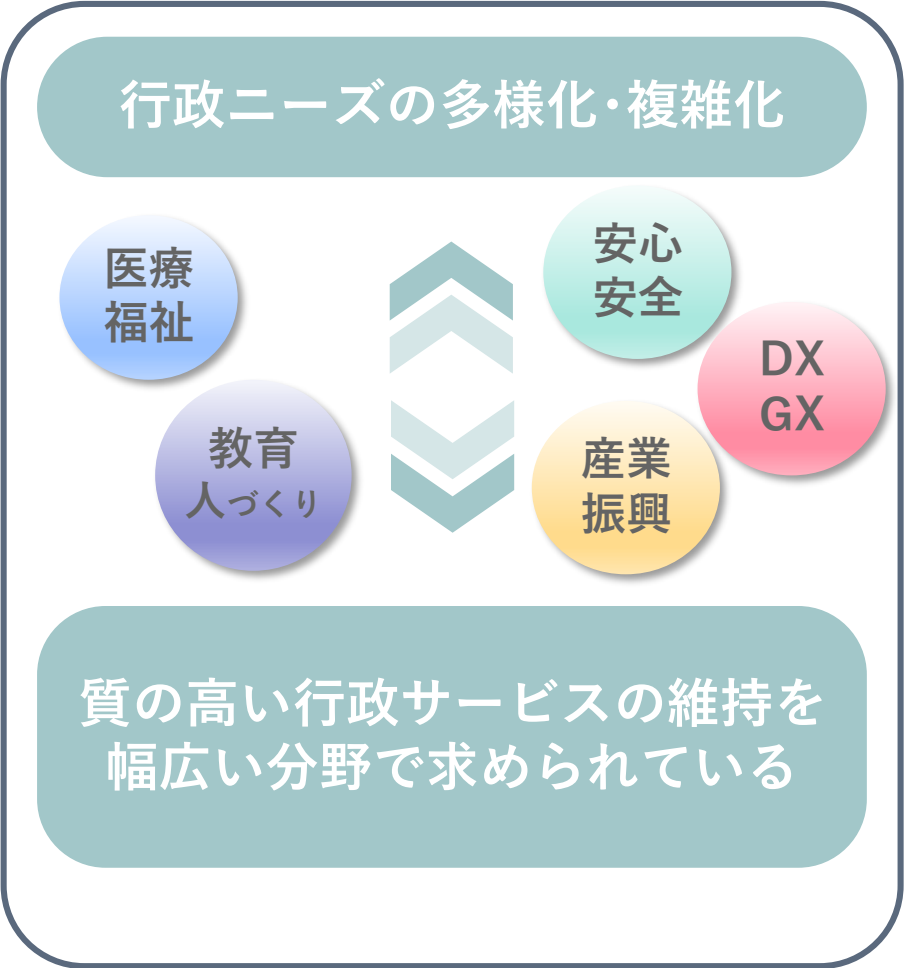 行政ニーズの多様化･複雑化
医療
福祉
安心
安全
DX
GX
教育
人づくり
産業
振興
質の高い行政サービスの維持を
幅広い分野で求められている